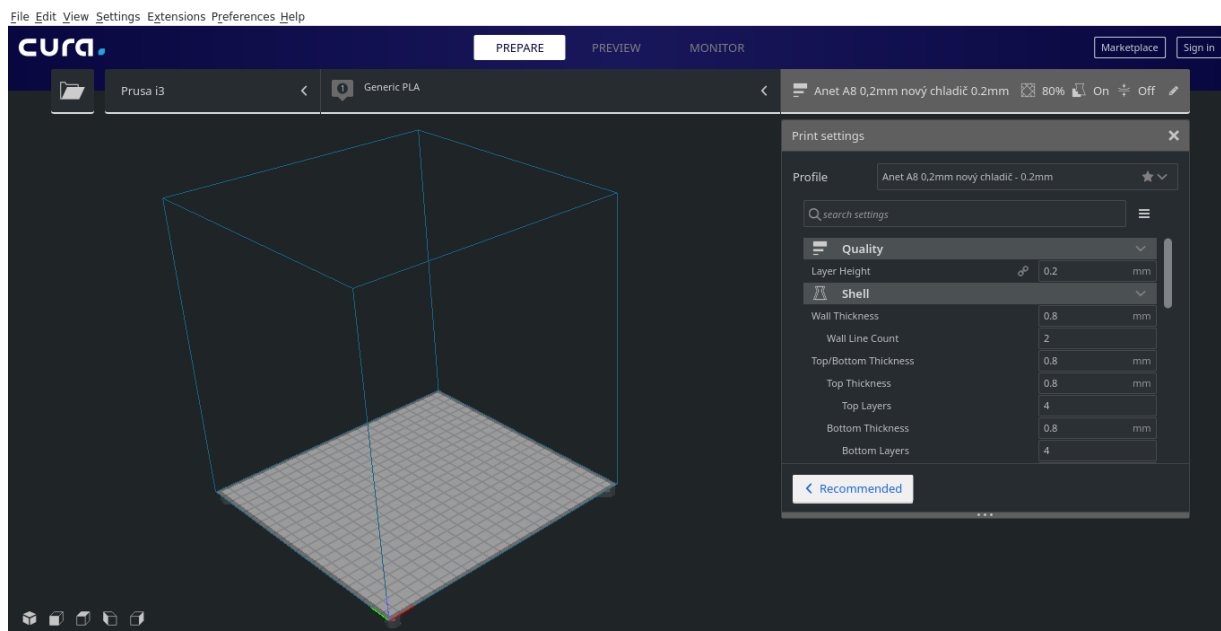 File Edit View Settings Extensions Preferences Help
cura.
PREPARE PREVIEW MONITOR
Marketplace Sign in
Prusa i3
1 Generic PLA
Anet A8 0,2mm nový chladič 0.2mm 80% On Off
Print settings
Profile Anet A8 0,2mm nový chladič - 0.2mm
search settings
Quality
Layer Height 0.2 mm
Shell
Wall Thickness 0.8 mm
Wall Line Count 2
Top/Bottom Thickness 0.8 mm
Top Thickness 0.8 mm
Top Layers 4
Bottom Thickness 0.8 mm
Bottom Layers 4
Recommended